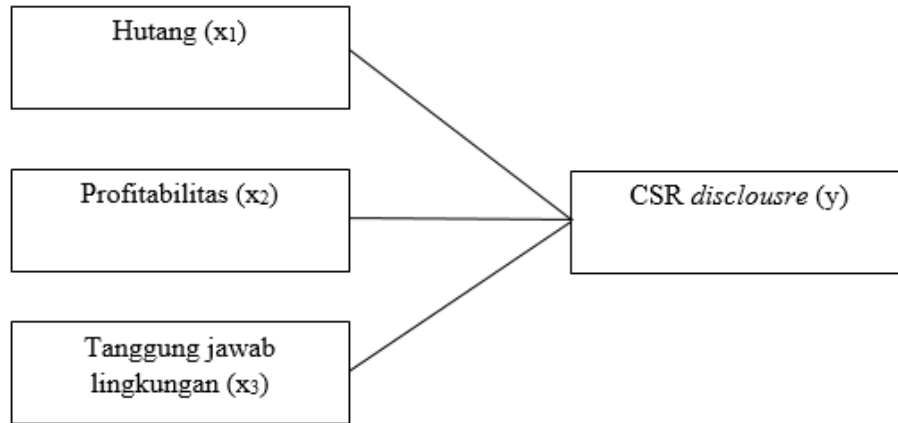 Hutang (x1)
Profitabilitas (x2)
CSR disclousre (y)
Tanggung jawab
lingkungan (x3)